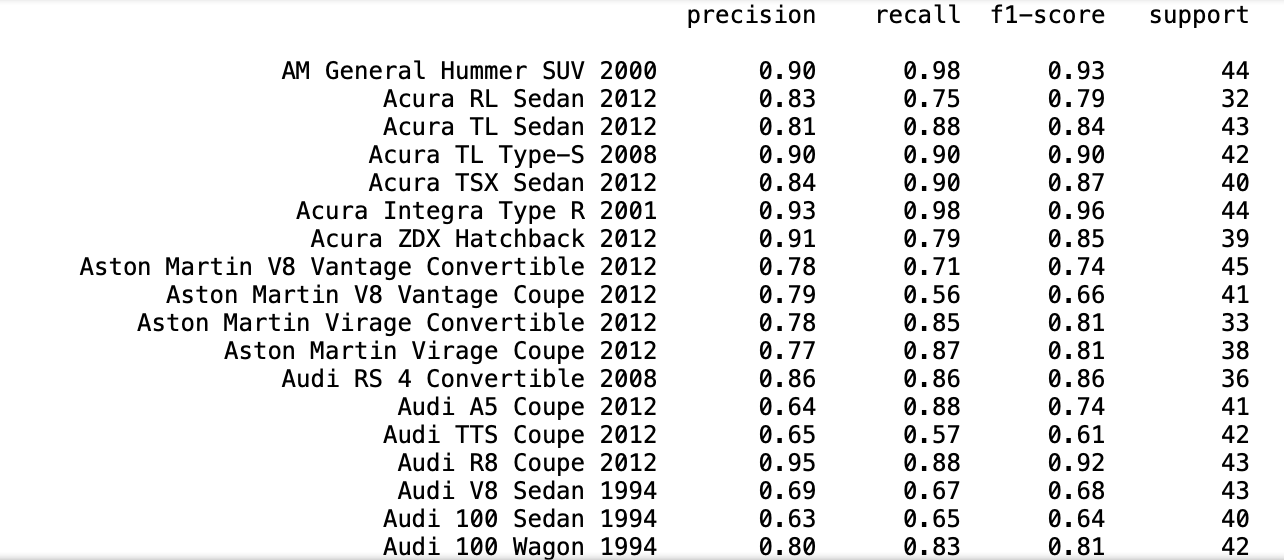 precision recall f1-score support
AM General Hummer SUV 2000 0.90 0.98 0.93 44
Acura RL Sedan 2012 0.83 0.75 0.79 32
Acura TL Sedan 2012 0.81 0.88 0.84 43
Acura TL Type-S 2008 0.90 0.90 0.90 42
Acura TSX Sedan 2012 0.84 0.90 0.87 40
Acura Integra Type R 2001 0.93 0.98 0.96 44
Acura ZDX Hatchback 2012 0.91 0.79 0.85 39
Aston Martin V8 Vantage Convertible 2012 0.78 0.71 0.74 45
Aston Martin V8 Vantage Coupe 2012 0.79 0.56 0.66 41
Aston Martin Virage Convertible 2012 0.78 0.85 0.81 33
Aston Martin Virage Coupe 2012 0.77 0.87 0.81 38
Audi RS 4 Convertible 2008 0.86 0.86 0.86 36
Audi A5 Coupe 2012 0.64 0.88 0.74 41
Audi TTS Coupe 2012 0.65 0.57 0.61 42
Audi R8 Coupe 2012 0.95 0.88 0.92 43
Audi V8 Sedan 1994 0.69 0.67 0.68 43
Audi 100 Sedan 1994 0.63 0.65 0.64 40
Audi 100 Wagon 1994 0.80 0.83 0.81 42